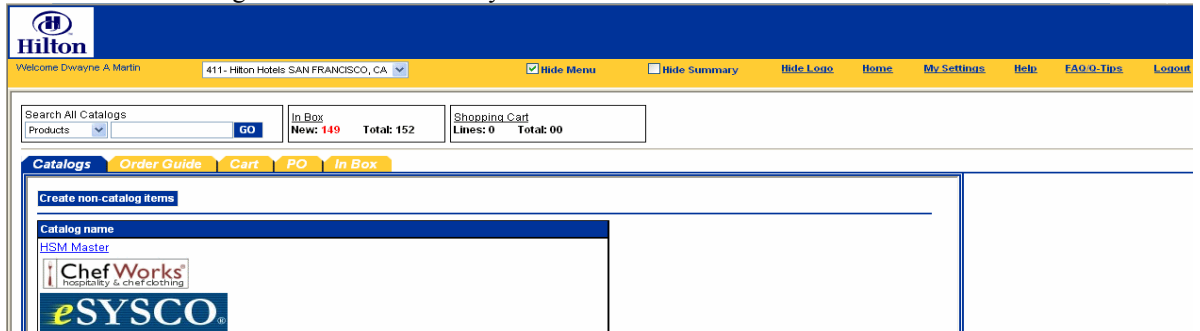 Hilton
Welcome Dwayne A Martin 411- Hilton Hotels SAN FRANCISCO, CA Hide Menu Hide Summary Hide Logo Home My Settings Help FAQ/Q-Tips Logout
Search All Catalogs In Box Shopping Cart
Products GO New: 149 Total: 152 Lines: 0 Total: 00
Catalogs Order Guide Cart PO In Box
Create non-catalog items
Catalog name
HSM Master
Chef Works®
hospitality & chef clothing
eSYSCO®